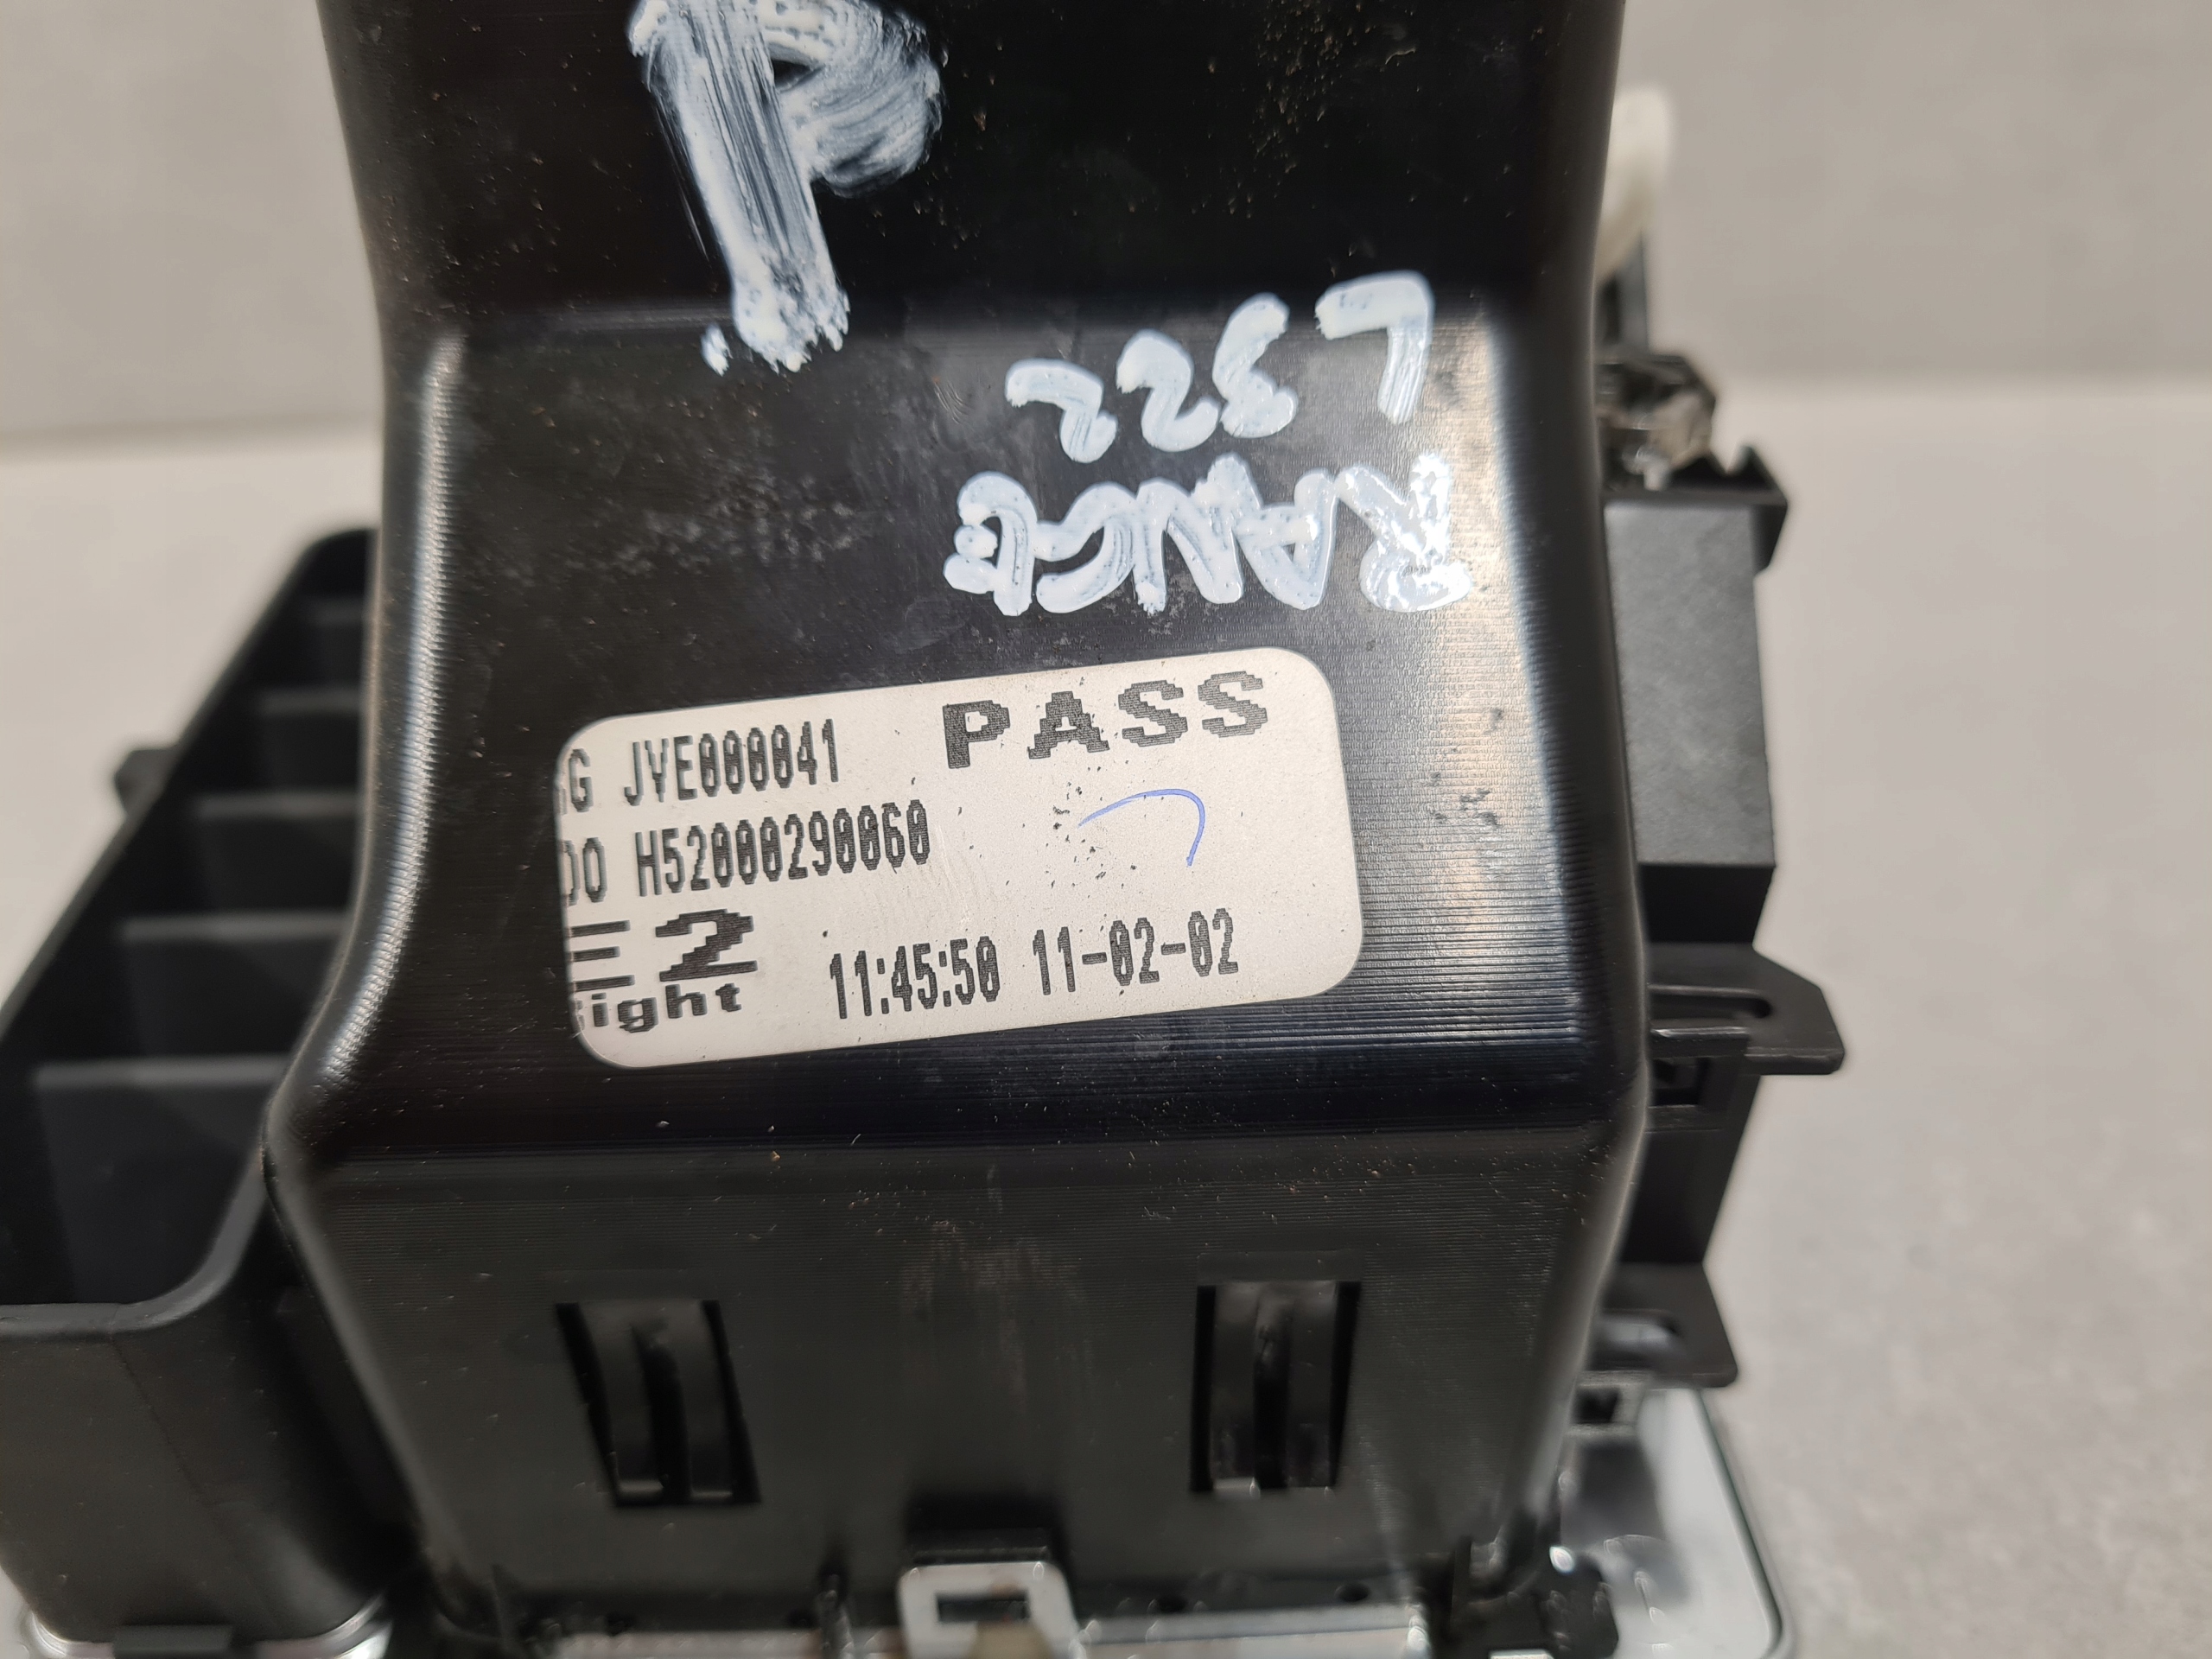 P
L322
RANGE
G JVE000041 PASS
DO H52000290060
E2
ight 11:45:50 11-02-02